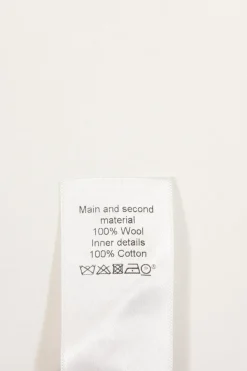 Main and second
material
100% Wool
Inner details
100% Cotton